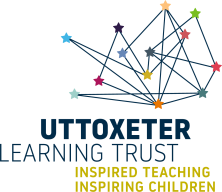 UTTOXETER
LEARNING TRUST
INSPIRED TEACHING
INSPIRING CHILDREN